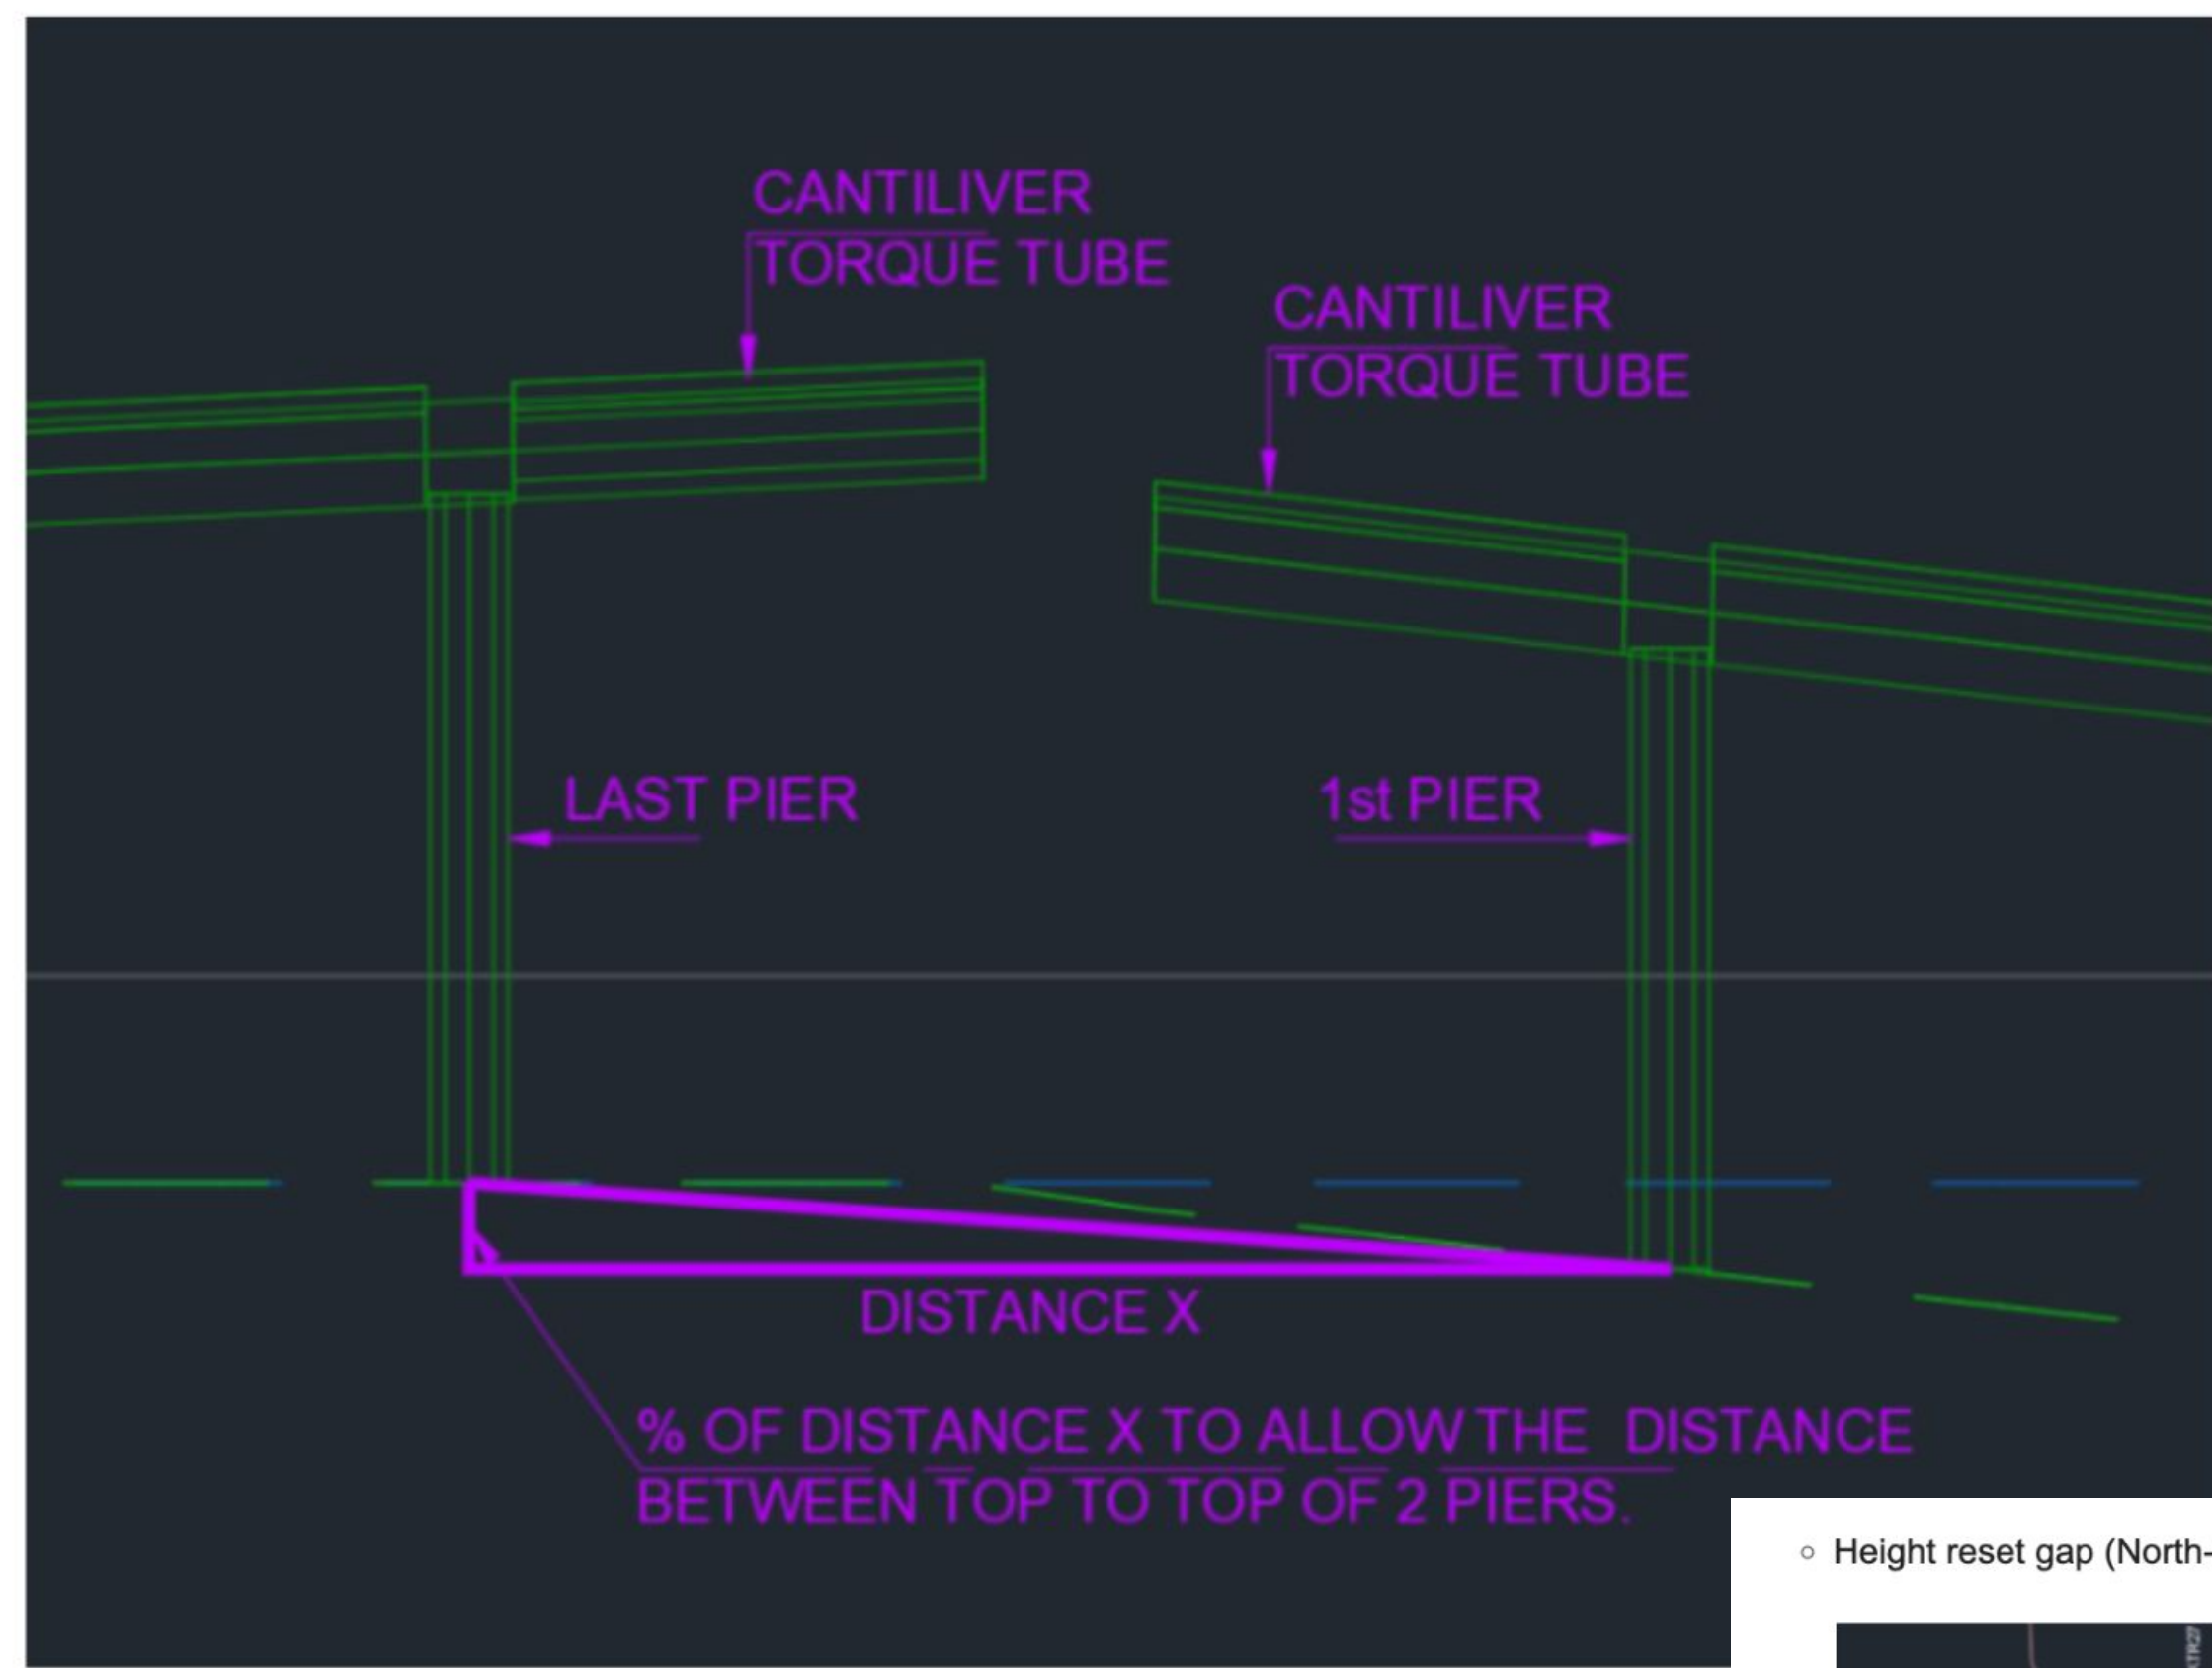 CANTILIVER
TORQUE TUBE
CANTILIVER
TORQUE TUBE
LAST PIER
1st PIER
DISTANCE X
% OF DISTANCE X TO ALLOW THE DISTANCE
BETWEEN TOP TO TOP OF 2 PIERS.
Height reset gap (North-